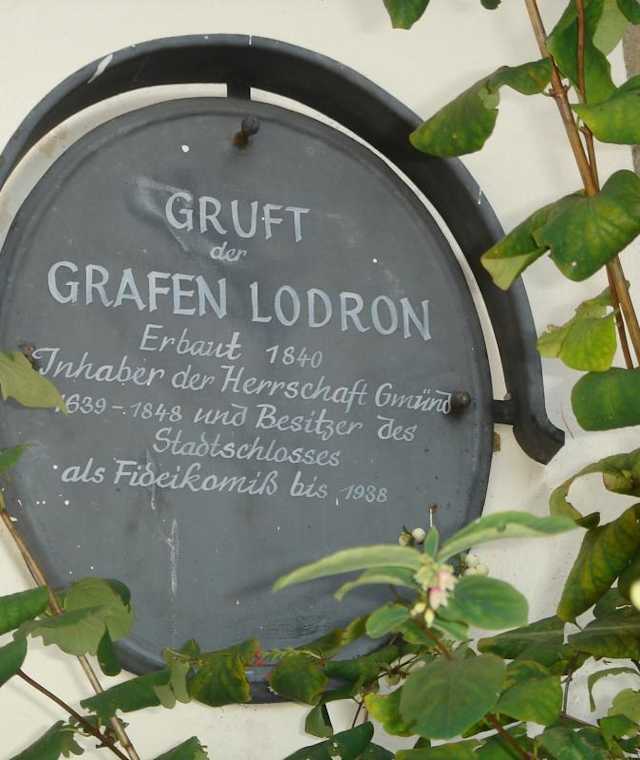 GRUFT
der
GRAFEN LODRON
Erbaut 1840
Inhaber der Herrschaft Gmünd
1639-1848 und Besitzer des
Stadtschlosses
als Fideikomiß bis 1938